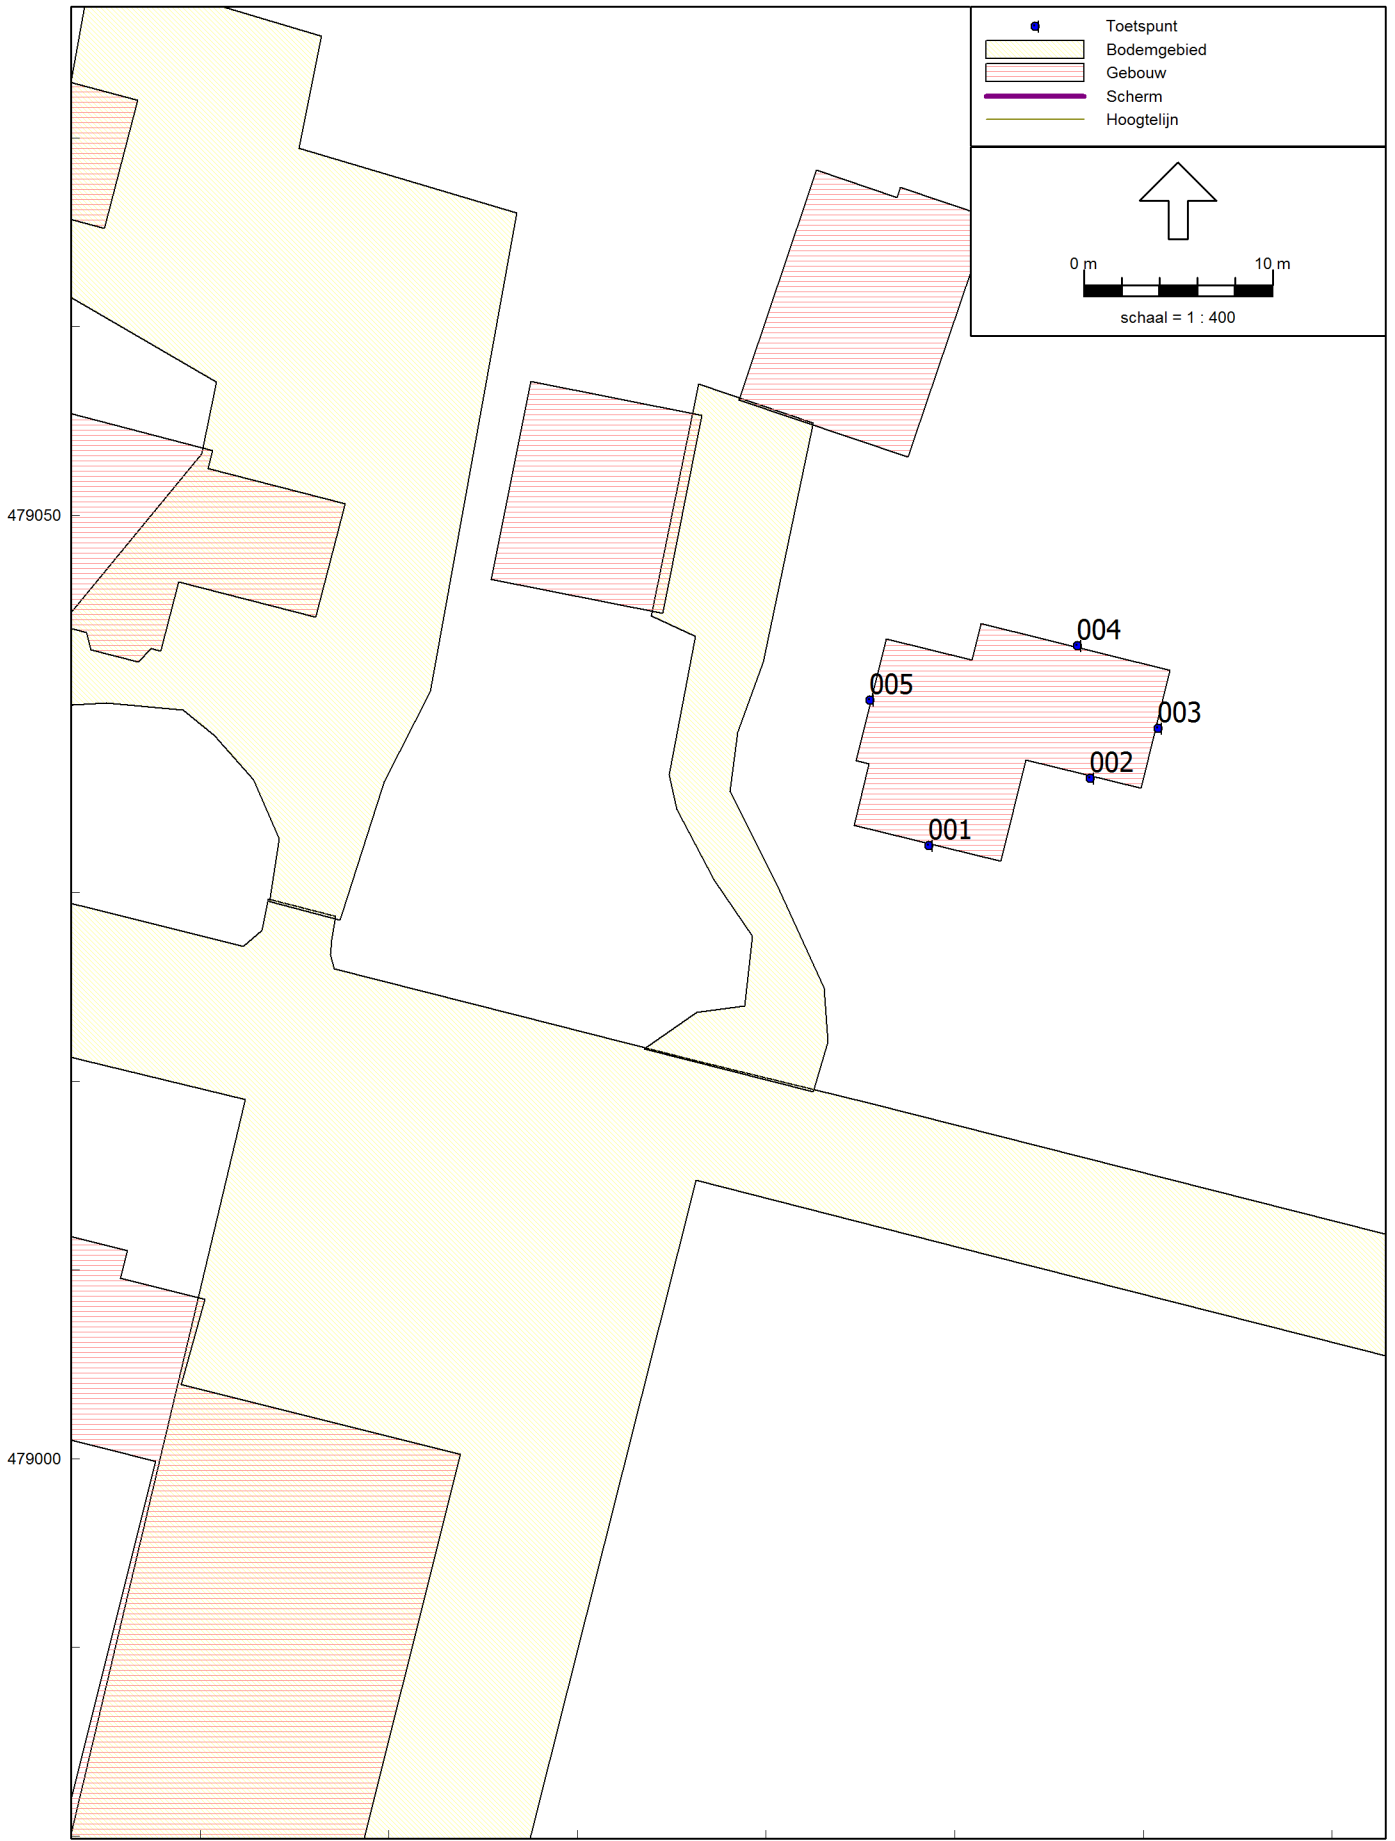 Toetspunt
Bodemgebied
Gebouw
Scherm
Hoogtelijn
0 m 10 m
schaal = 1 : 400
479050
004
005
003
002
001
479000